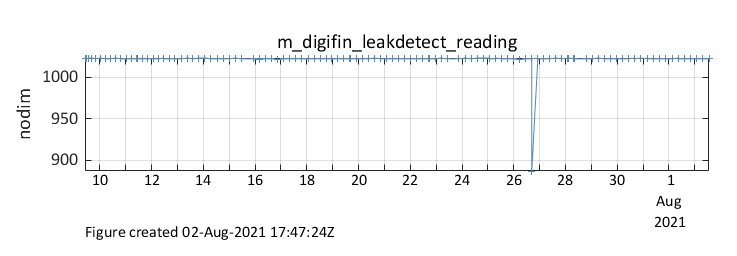 m_digifin_leakdetect_reading
1000
950
900
nodim
10 12 14 16 18 20 22 24 26 28 30 1
Aug
2021
Figure created 02-Aug-2021 17:47:24Z